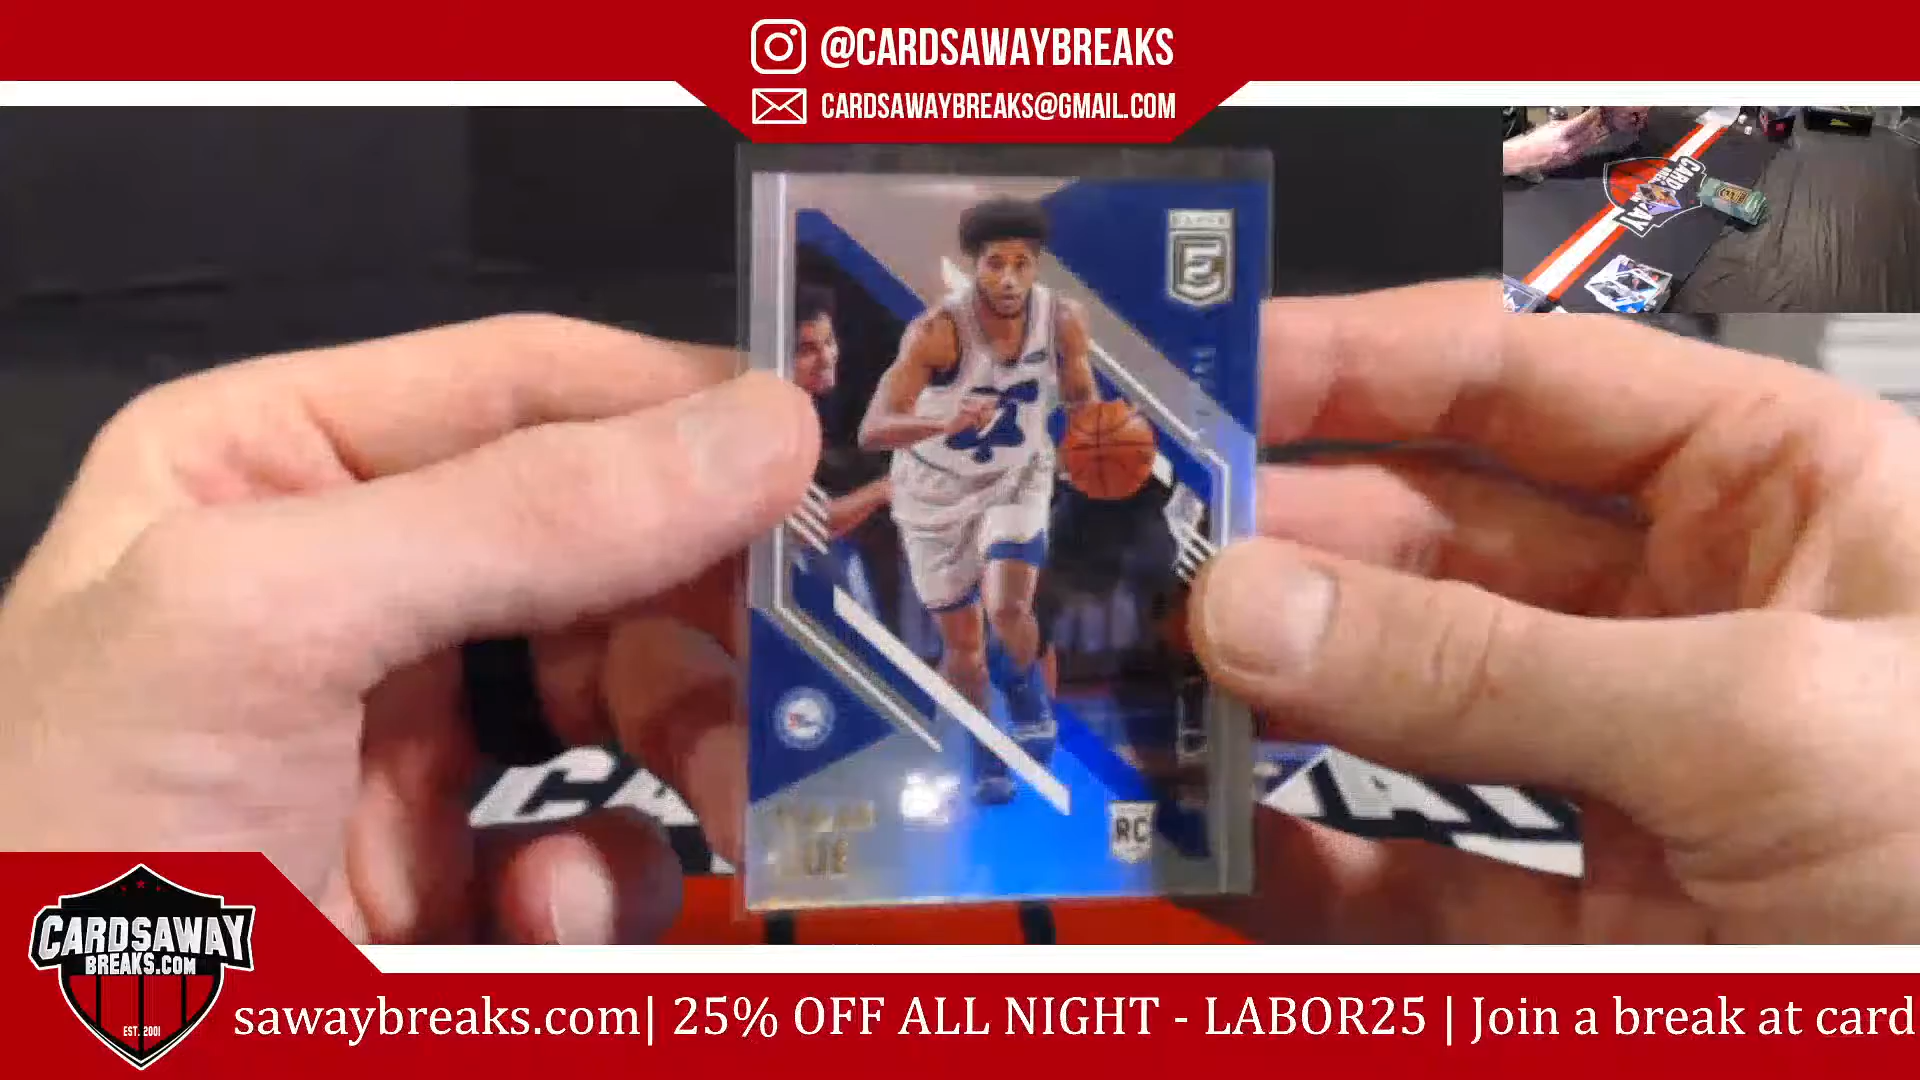 @CARDSAWAYBREAKS
CARDSAWAYBREAKS@GMAIL.COM
RC
CARDSAWAY
BREAKS.COM
EST. 2001
sawaybreaks.com| 25% OFF ALL NIGHT - LABOR25 | Join a break at card